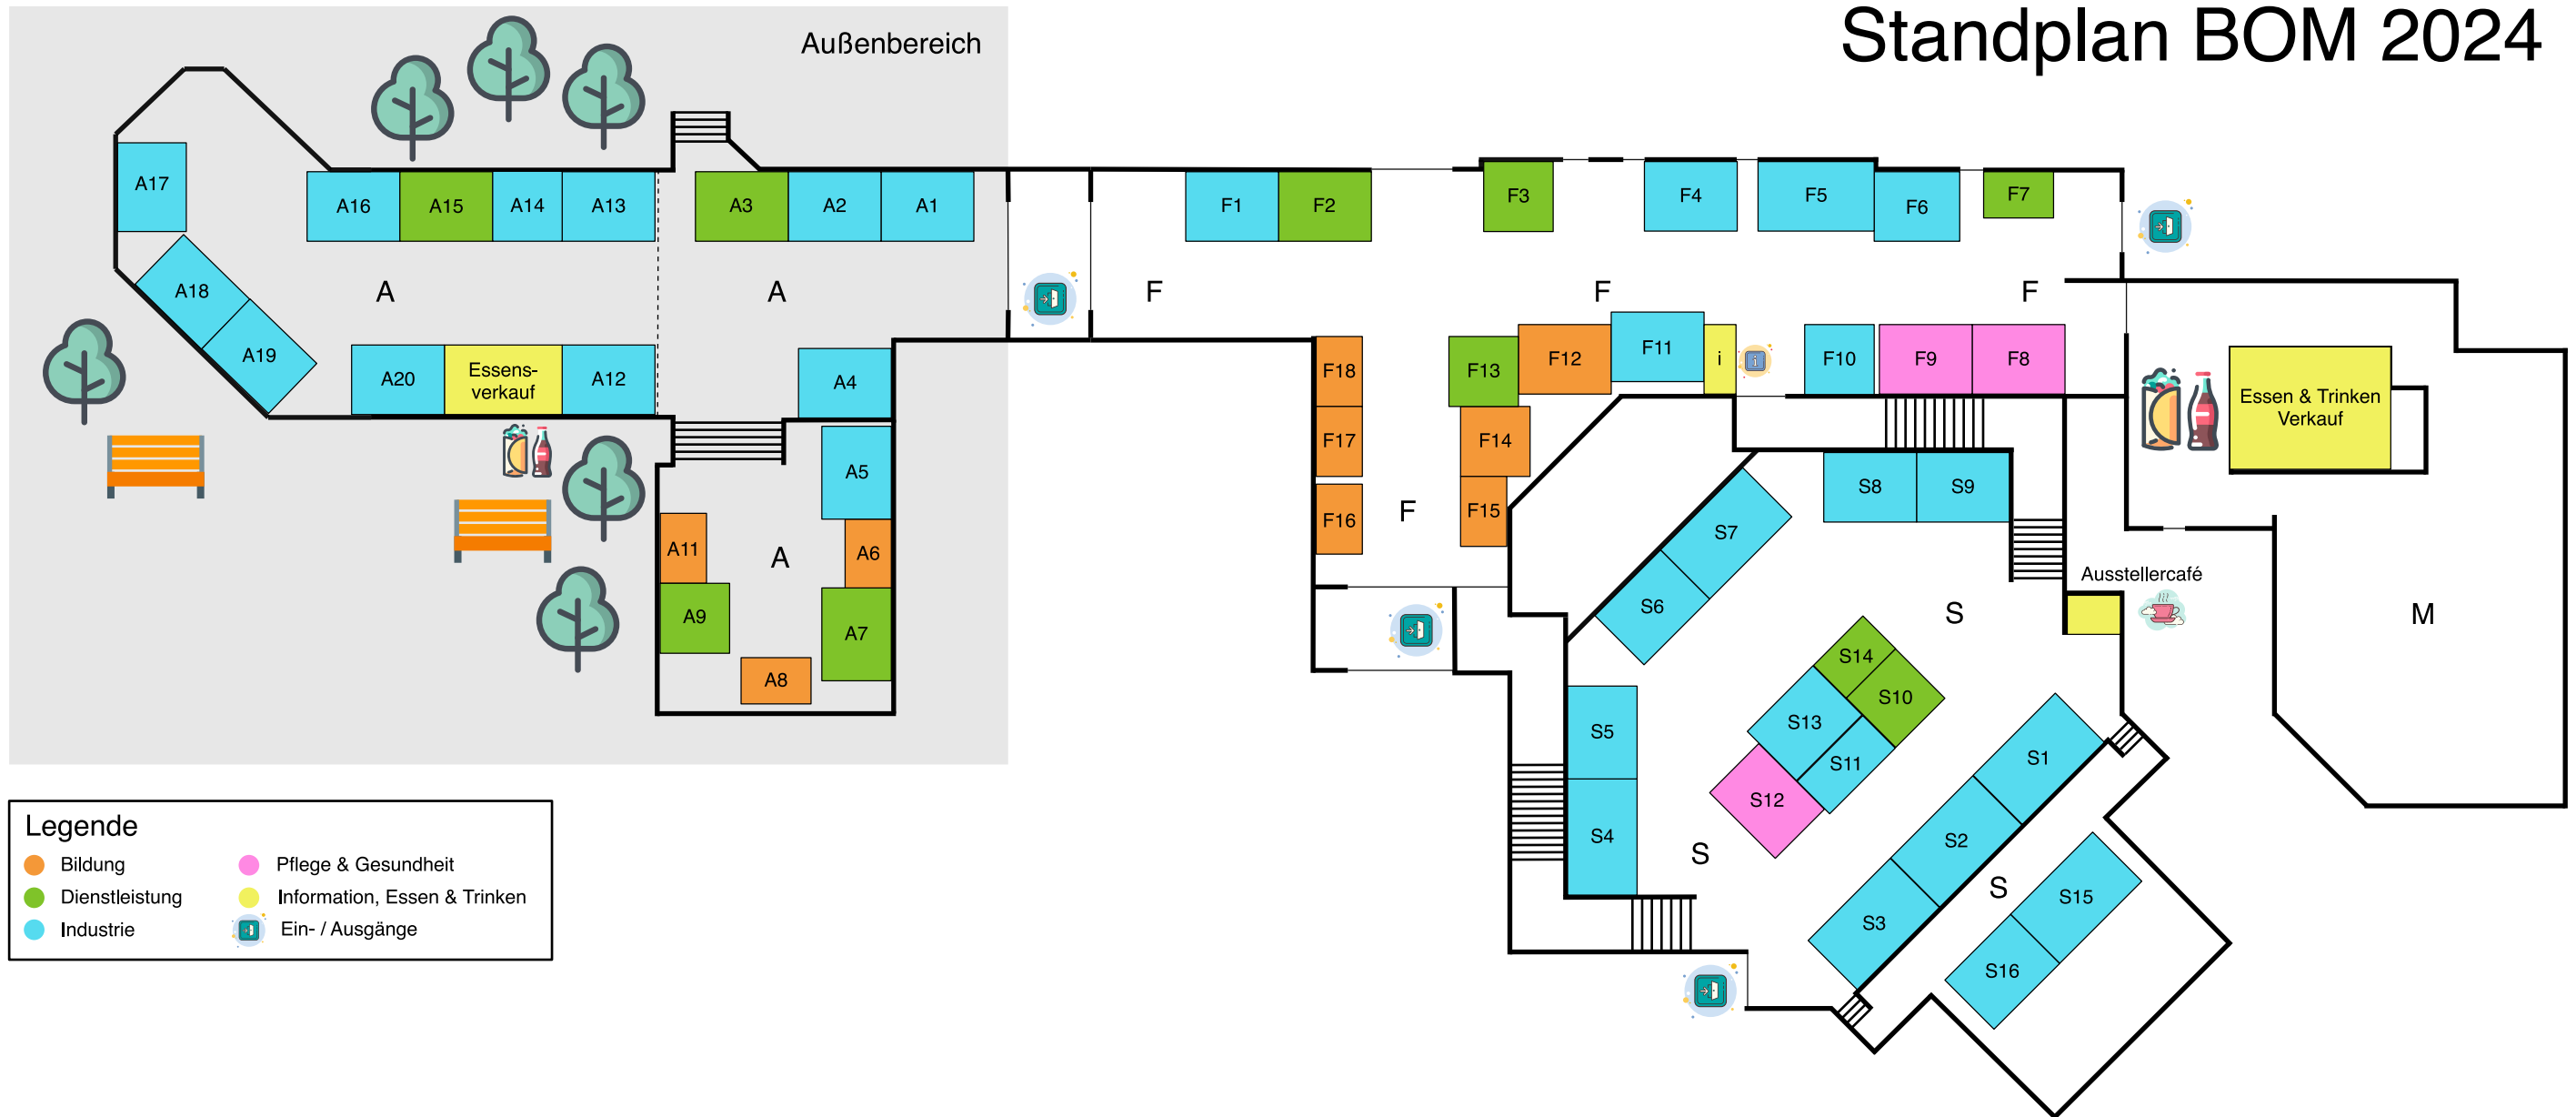 Standplan BOM 2024
Außenbereich
A17
A16
A15
A14
A13
A3
A2
A1
F1
F2
F3
F4
F5
F6
F7
A18
A
A
F
F
F
A19
A20
Essens-
verkauf
A12
A4
F18
F13
F12
F11
i
i
F10
F9
F8
Essen & Trinken
Verkauf
F17
F14
A5
F16
F
F15
S8
S9
S7
A11
A
A6
S6
Ausstellercafé
A9
A7
S
M
A8
S14
S10
S5
S13
S11
S1
S12
S4
S2
S
S
S3
S15
S16
Legende
Bildung
Dienstleistung
Industrie
Pflege & Gesundheit
Information, Essen & Trinken
Ein- / Ausgänge